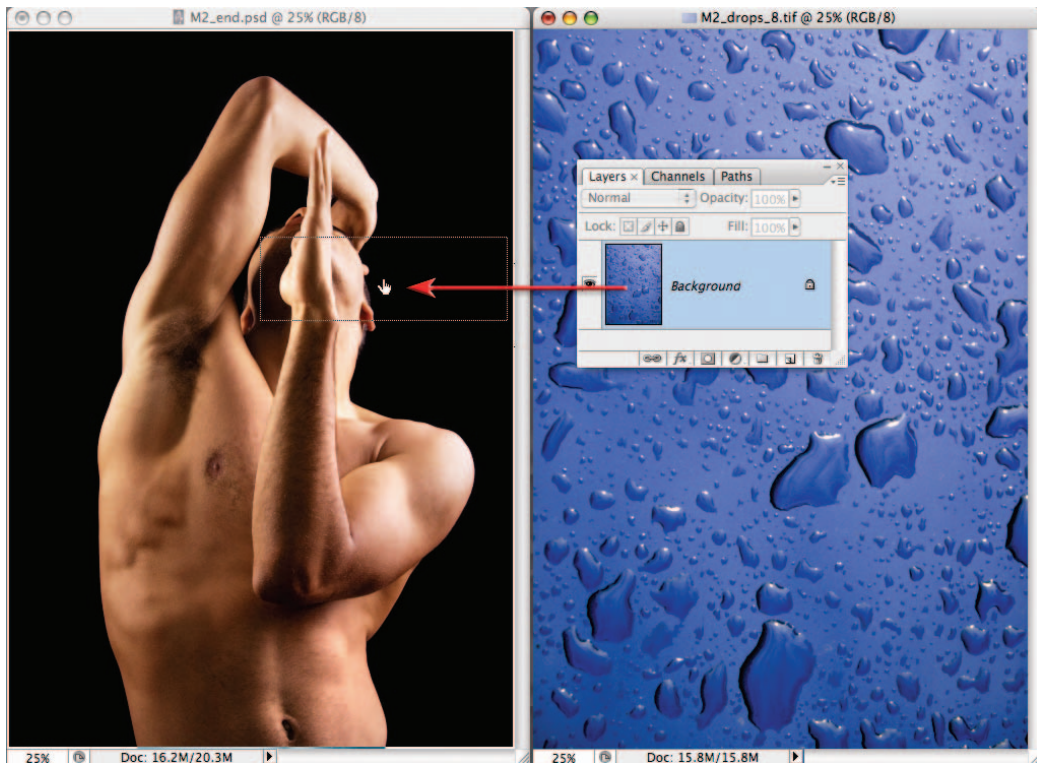 M2_end.psd @ 25% (RGB/8)
M2_drops_8.tif @ 25% (RGB/8)
Layers × Channels Paths
Normal Opacity: 100%
Lock: Fill: 100%
Background
25% Doc: 16.2M/20.3M
25% Doc: 15.8M/15.8M